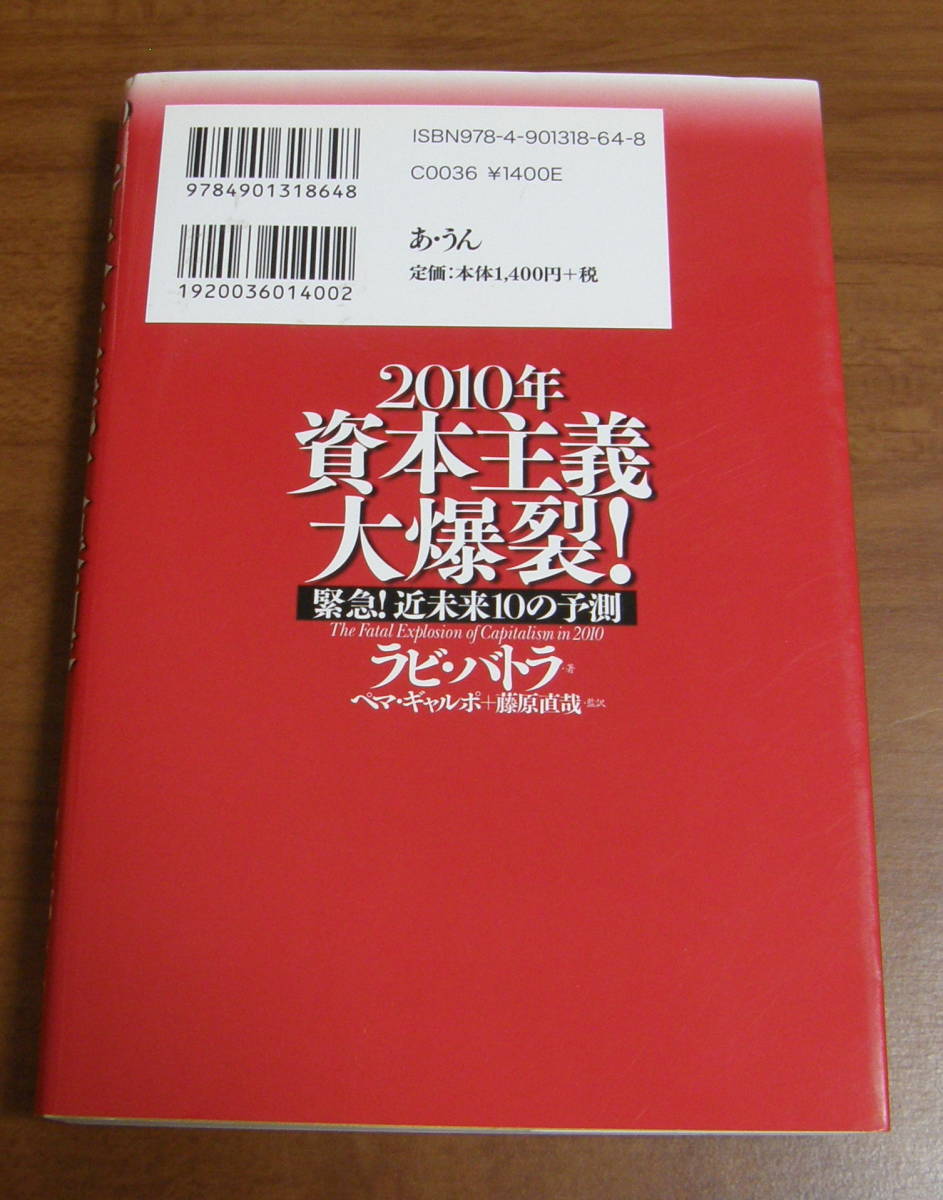 ISBN978-4-901318-64-8
9784901318648
C0036 ¥1400E
あ・うん
1920036014002
定価：本体1,400円＋税
2010年
資本主義
大爆裂！
緊急！近未来10の予測
The Fatal Explosion of Capitalism in 2010
ラビ・バトラ・著
ペマ・ギャルポ＋藤原直哉・監訳